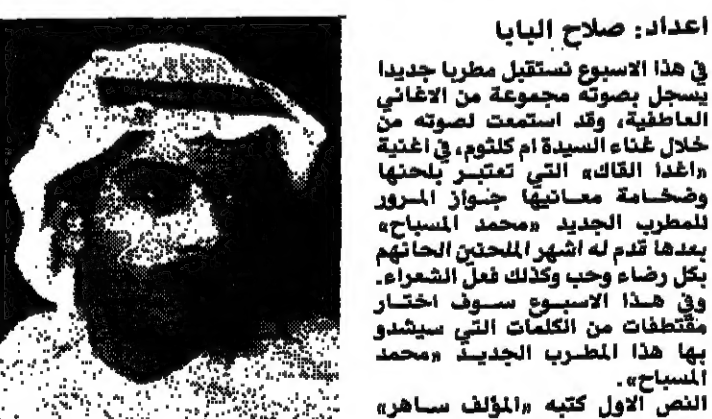 اعداد: صلاح البابا
في هذا الاسبوع نستقبل مطربا جديدا
يسجل بصوته مجموعة من الاغاني
العاطفية، وقد استمعت لصوته من
خلال غناء السيدة ام كلثوم، في اغنية
«اغدا القاك» التي تعتبر بلحنها
وضخامة معانيها جواز المرور
للمطرب الجديد «محمد المسباح»
بعدها قدم له اشهر الملحنين الحانهم
بكل رضاء وحب وكذلك فعل الشعراء.
وفي هذا الاسبوع سوف اختار
مقتطفات من الكلمات التي سيشدو
بها هذا المطرب الجديد «محمد
المسباح».
النص الاول كتبه «المؤلف ساهر»